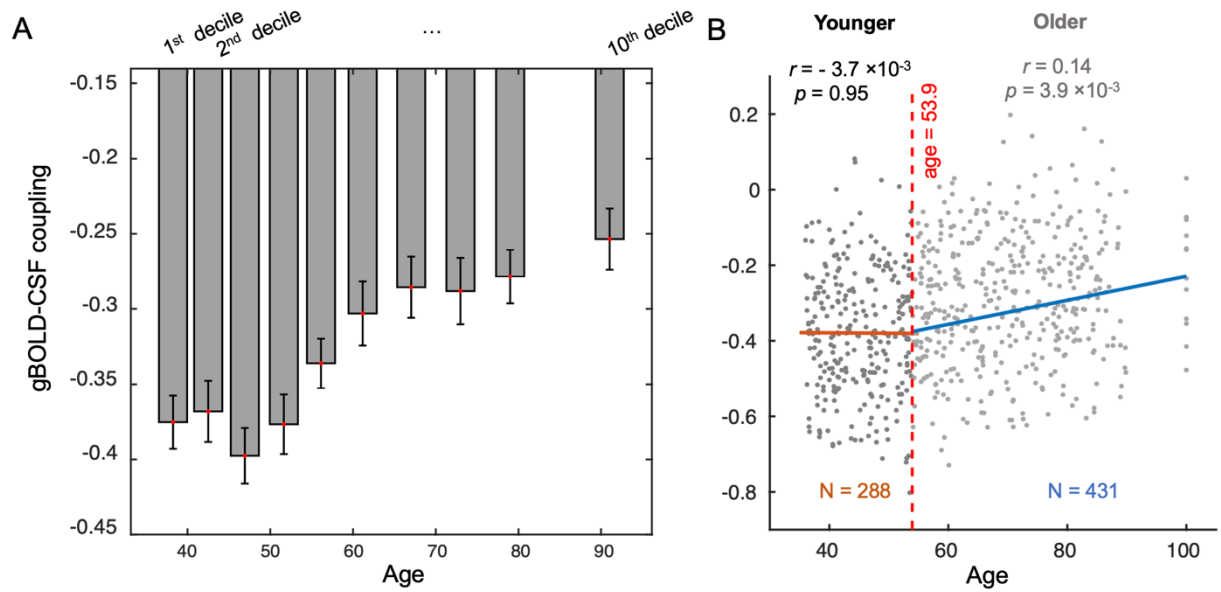 A
1st decile
2nd decile
...
10th decile
-0.14
-0.2
-0.25
-0.3
-0.35
-0.4
-0.45
gBOLD-CSF coupling
40 50 60 70 80 90
Age
B
Younger
Older
r = - 3.7 ×10-3
p = 0.95
r = 0.14
p = 3.9 ×10-3
age = 53.9
0.2
0
-0.2
-0.4
-0.6
-0.8
N = 288
N = 431
40 60 80 100
Age